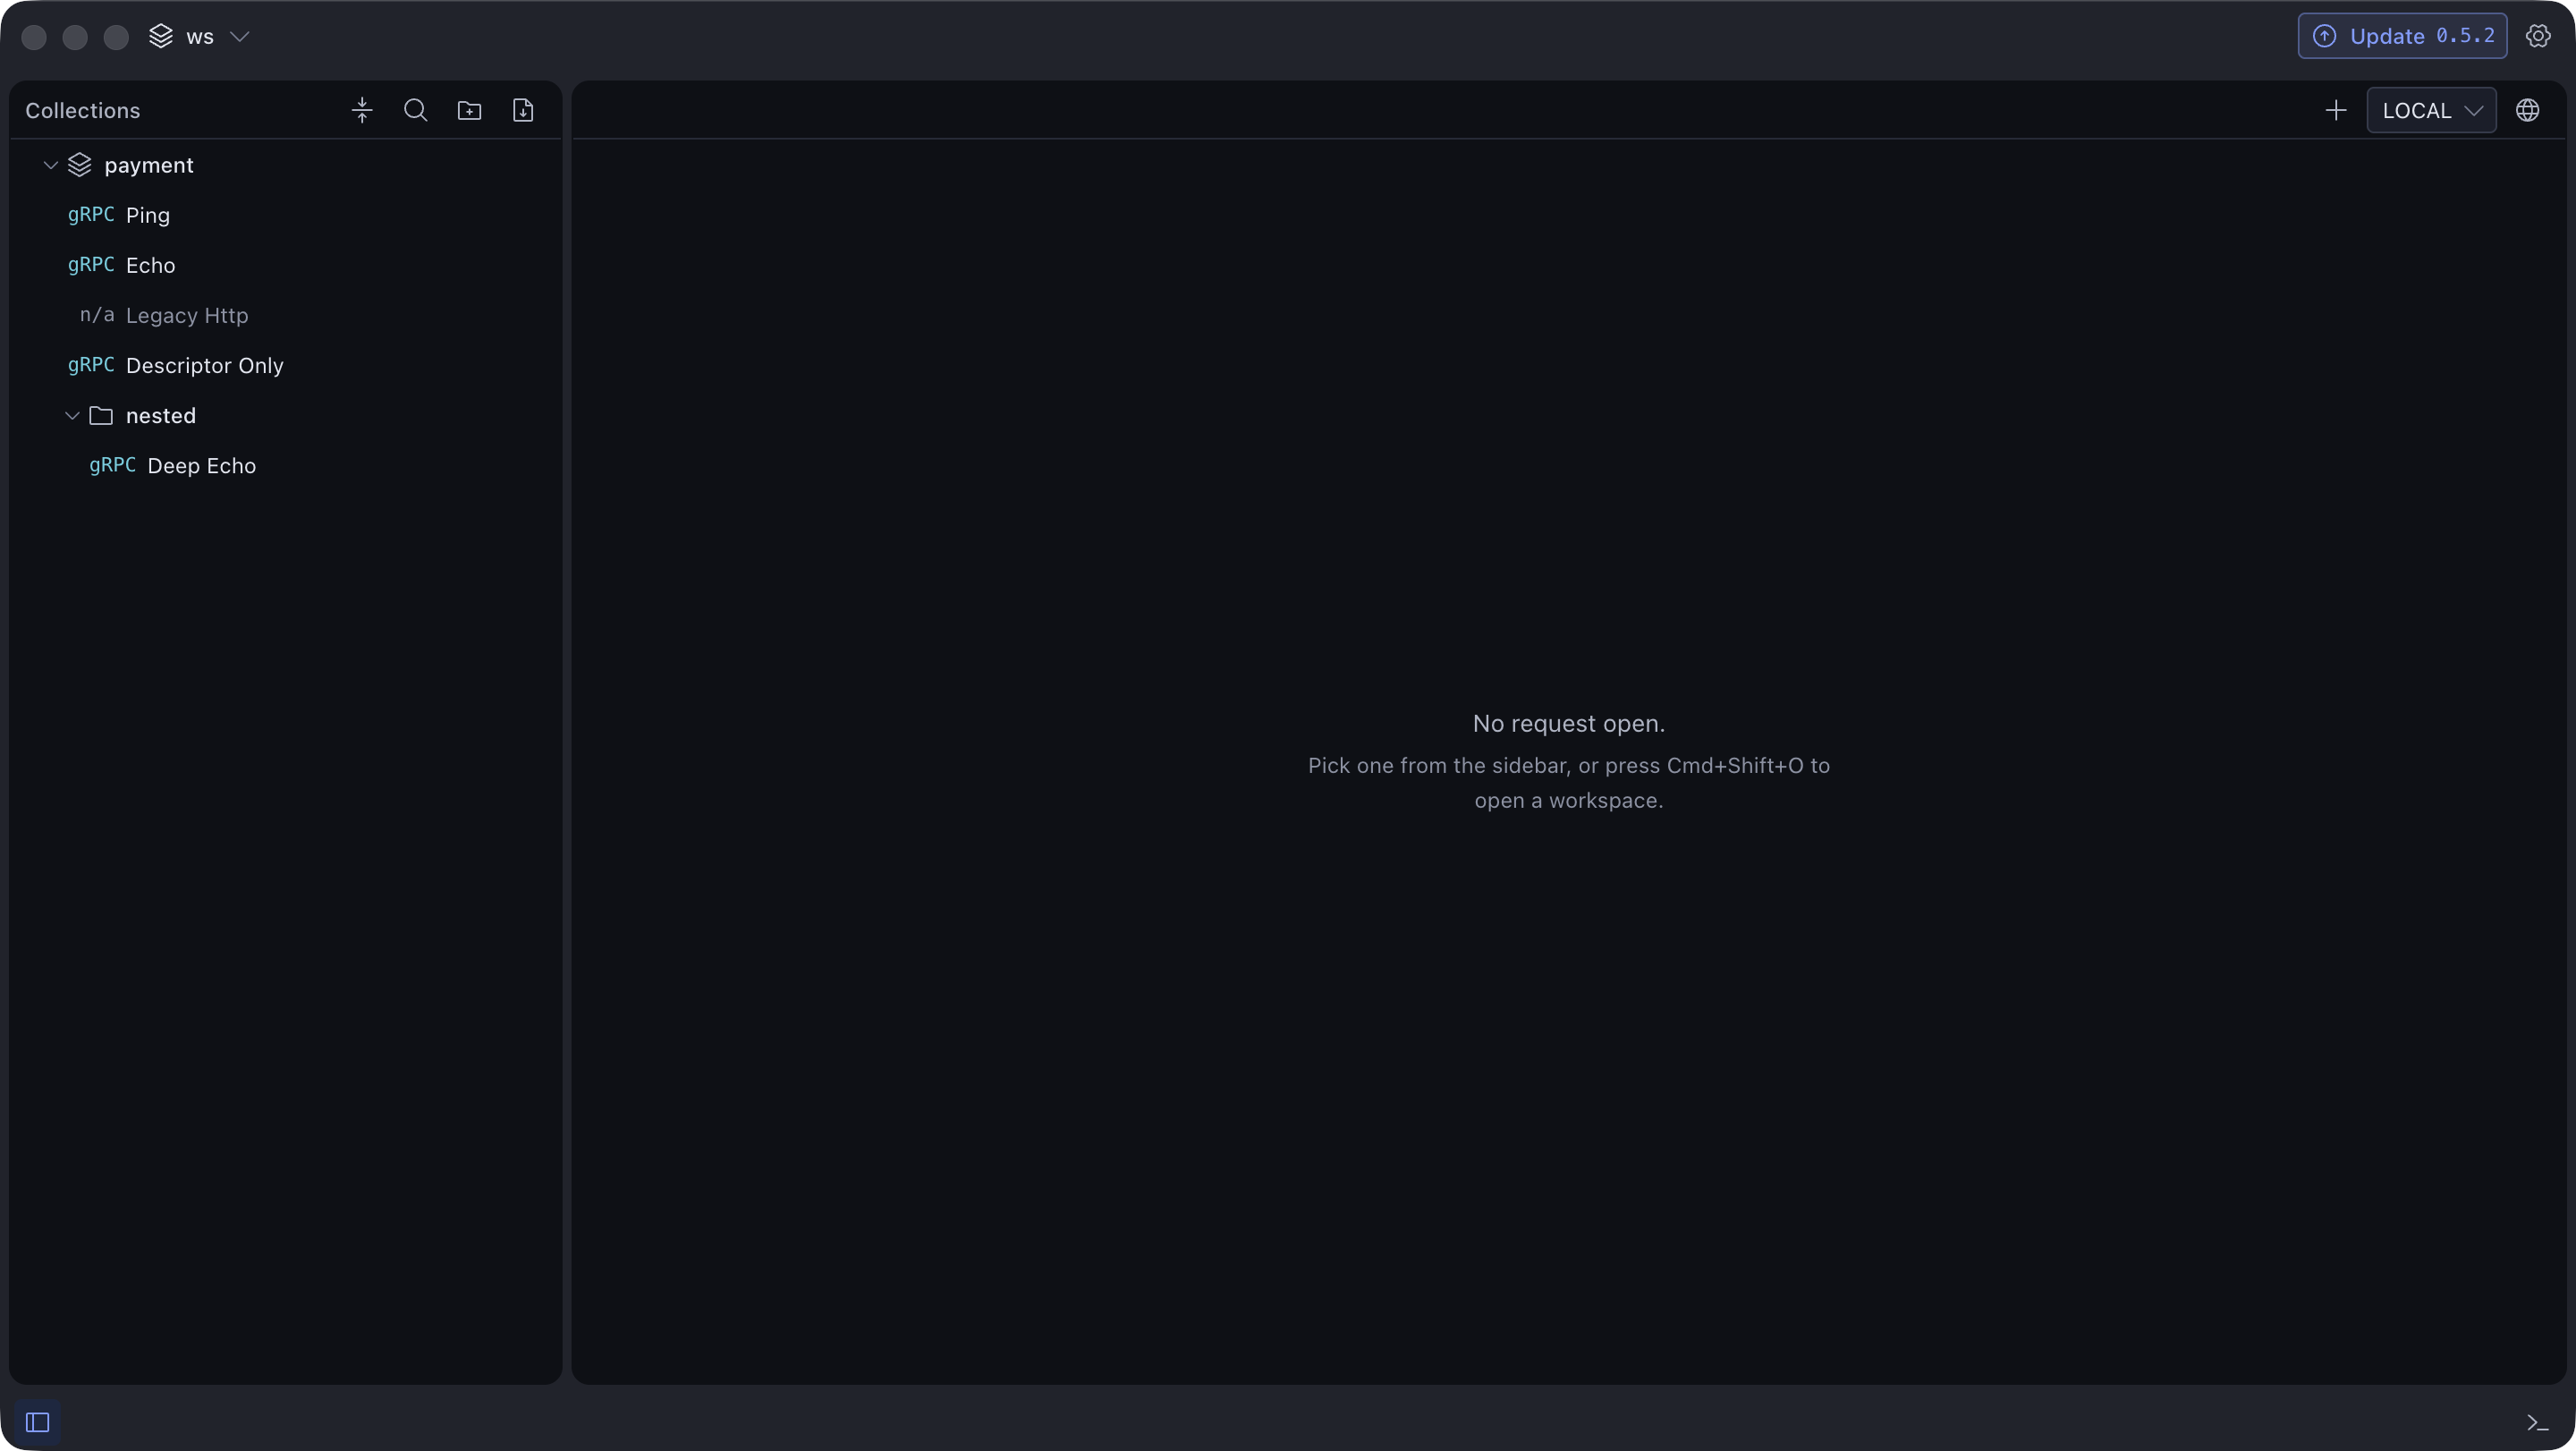 ws
Update 0.5.2
Collections
LOCAL
payment
gRPC Ping
gRPC Echo
n/a Legacy Http
gRPC Descriptor Only
nested
gRPC Deep Echo
No request open.
Pick one from the sidebar, or press Cmd+Shift+O to
open a workspace.